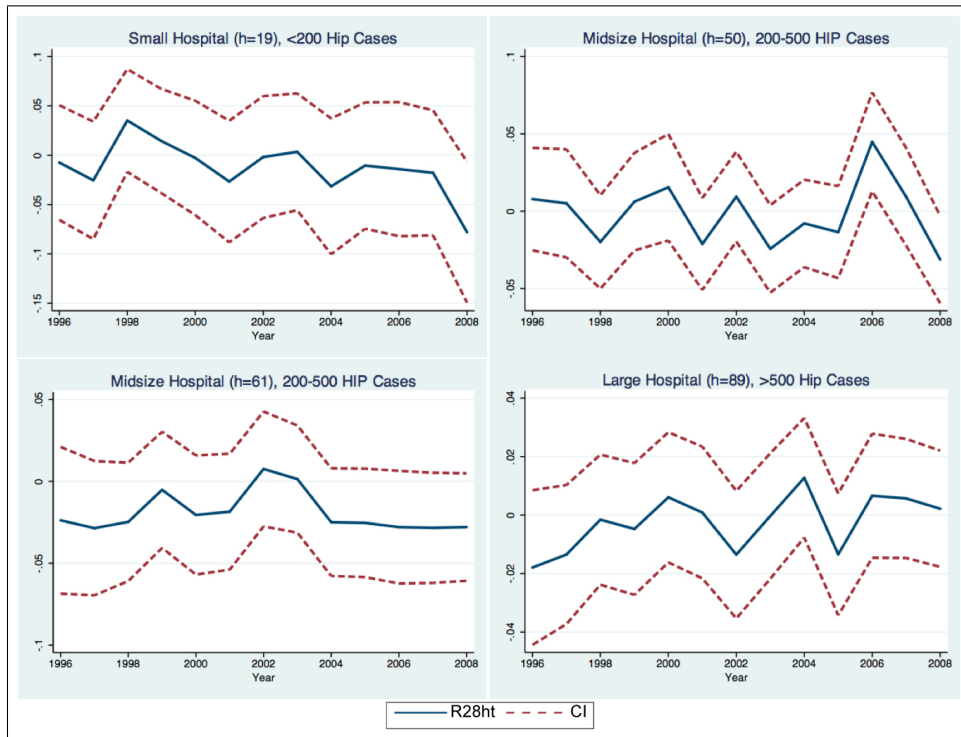 Small Hospital (h=19), <200 Hip Cases
.1
.05
0
-.05
-.1
-.15
1996 1998 2000 2002 2004 2006 2008
Year
Midsize Hospital (h=50), 200-500 HIP Cases
.1
.05
0
-.05
1996 1998 2000 2002 2004 2006 2008
Year
Midsize Hospital (h=61), 200-500 HIP Cases
.05
0
-.05
-.1
1996 1998 2000 2002 2004 2006 2008
Year
Large Hospital (h=89), >500 Hip Cases
.04
.02
0
-.02
-.04
1996 1998 2000 2002 2004 2006 2008
Year
R28ht CI